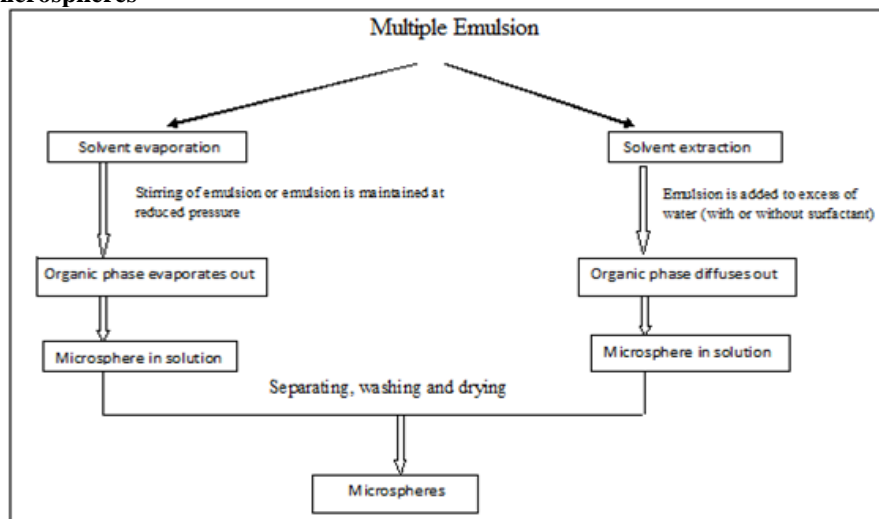 Multiple Emulsion
Solvent evaporation
Solvent extraction
Stirring of emulsion or emulsion is maintained at
reduced pressure
Emulsion is added to excess of
water (with or without surfactant)
Organic phase evaporates out
Organic phase diffuses out
Microsphere in solution
Microsphere in solution
Separating, washing and drying
Microspheres